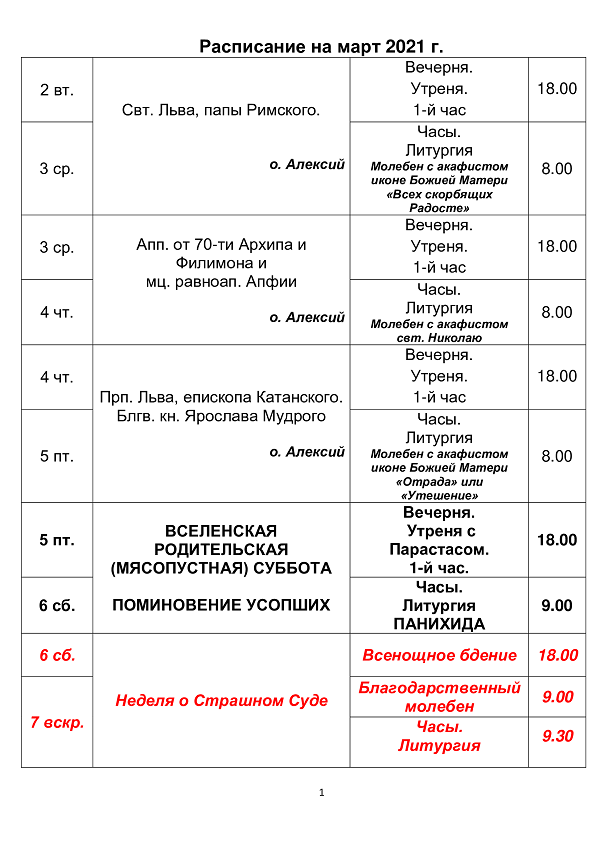 Расписание на март 2021 г.
2 вт.
Свт. Льва, папы Римского.
о. Алексий
Вечерня.
Утреня.
1-й час
18.00
3 ср.
Часы.
Литургия
Молебен с акафистом
иконе Божией Матери
«Всех скорбящих
Радосте»
8.00
3 ср.
Апп. от 70-ти Архипа и
Филимона и
мц. равноап. Апфии
о. Алексий
Вечерня.
Утреня.
1-й час
18.00
4 чт.
Часы.
Литургия
Молебен с акафистом
свт. Николаю
8.00
4 чт.
Прп. Льва, епископа Катанского.
Блгв. кн. Ярослава Мудрого
о. Алексий
Вечерня.
Утреня.
1-й час
18.00
5 пт.
Часы.
Литургия
Молебен с акафистом
иконе Божией Матери
«Отрада» или
«Утешение»
8.00
5 пт.
ВСЕЛЕНСКАЯ
РОДИТЕЛЬСКАЯ
(МЯСОПУСТНАЯ) СУББОТА
ПОМИНОВЕНИЕ УСОПШИХ
Вечерня.
Утреня с
Парастасом.
1-й час.
18.00
6 сб.
Часы.
Литургия
ПАНИХИДА
9.00
6 сб.
Неделя о Страшном Суде
Всенощное бдение
18.00
7 вскр.
Благодарственный
молебен
9.00
Часы.
Литургия
9.30
1